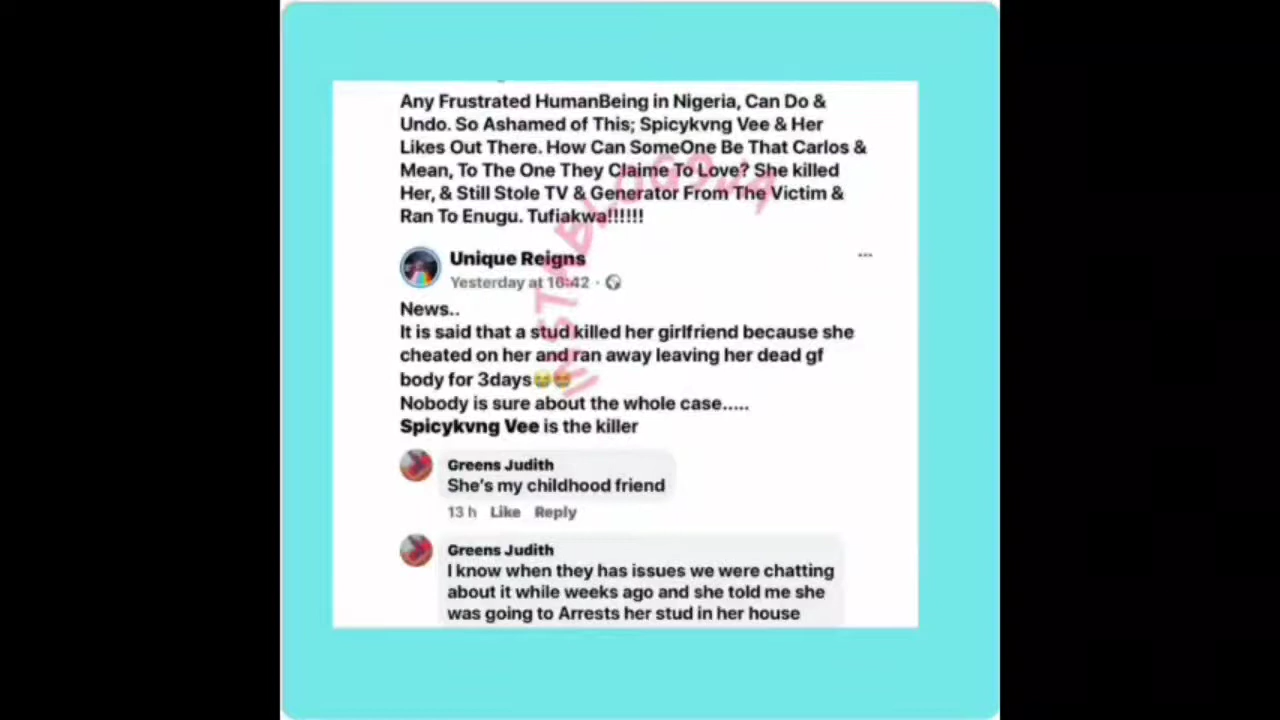 Any Frustrated HumanBeing in Nigeria, Can Do &
Undo. So Ashamed of This; Spicykvng Vee & Her
Likes Out There. How Can SomeOne Be That Carlos &
Mean, To The One They Claime To Love? She killed
Her, & Still Stole TV & Generator From The Victim &
Ran To Enugu. Tufiakwa!!!!!!
Unique Reigns
Yesterday at 16:42 ·
News..
It is said that a stud killed her girlfriend because she
cheated on her and ran away leaving her dead gf
body for 3days
Nobody is sure about the whole case.....
Spicykvng Vee is the killer
Greens Judith
She's my childhood friend
13 h Like Reply
Greens Judith
I know when they has issues we were chatting
about it while weeks ago and she told me she
was going to Arrests her stud in her house
INSTABLOG9JA